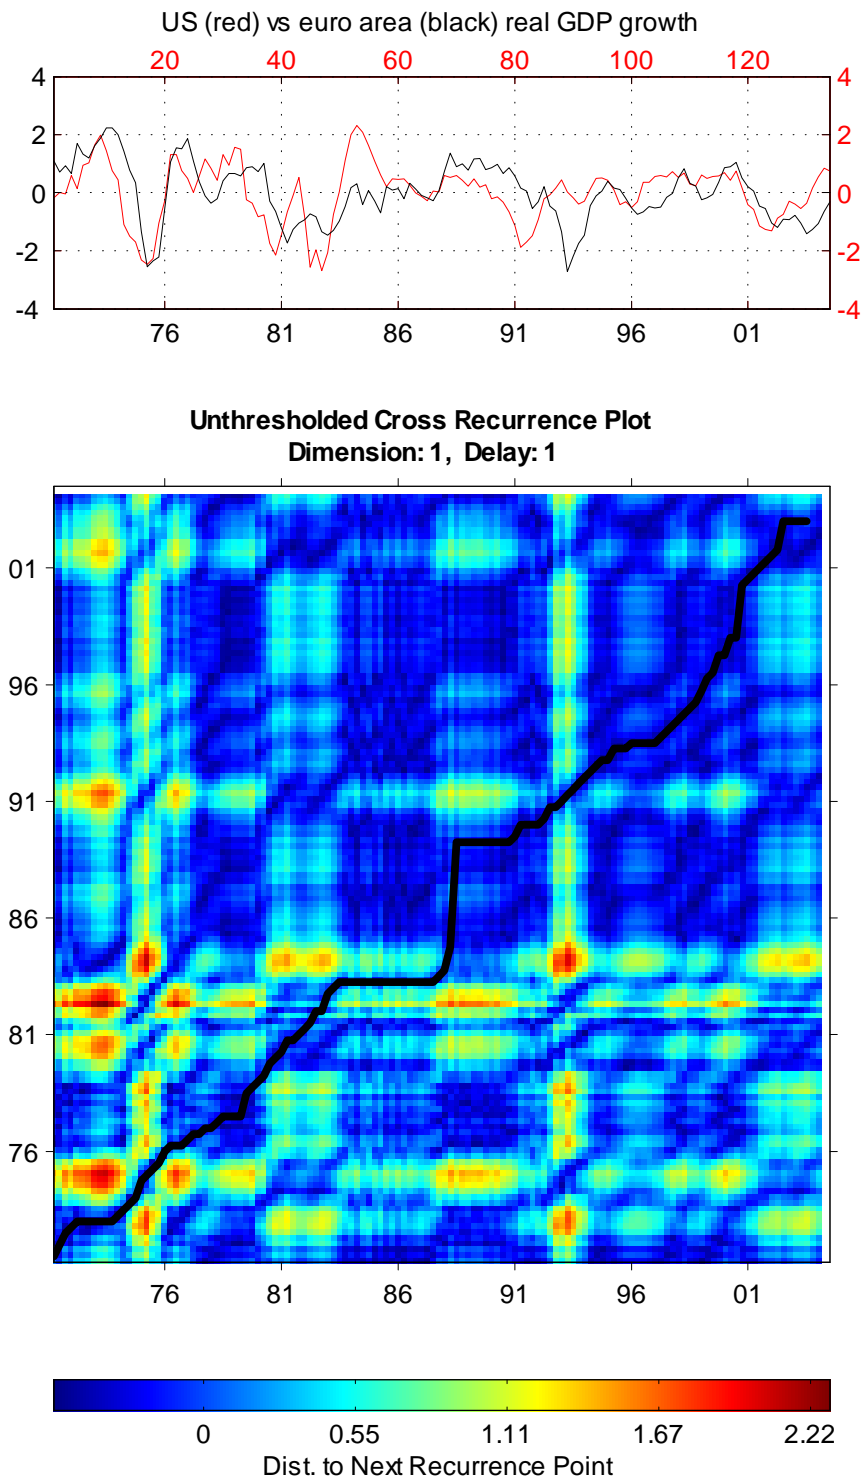 US (red) vs euro area (black) real GDP growth
20 40 60 80 100 120
4 4
2 2
0 0
-2 -2
-4 -4
76 81 86 91 96 01
Unthresholded Cross Recurrence Plot
Dimension: 1, Delay: 1
01
96
91
86
81
76
76 81 86 91 96 01
0 0.55 1.11 1.67 2.22
Dist. to Next Recurrence Point